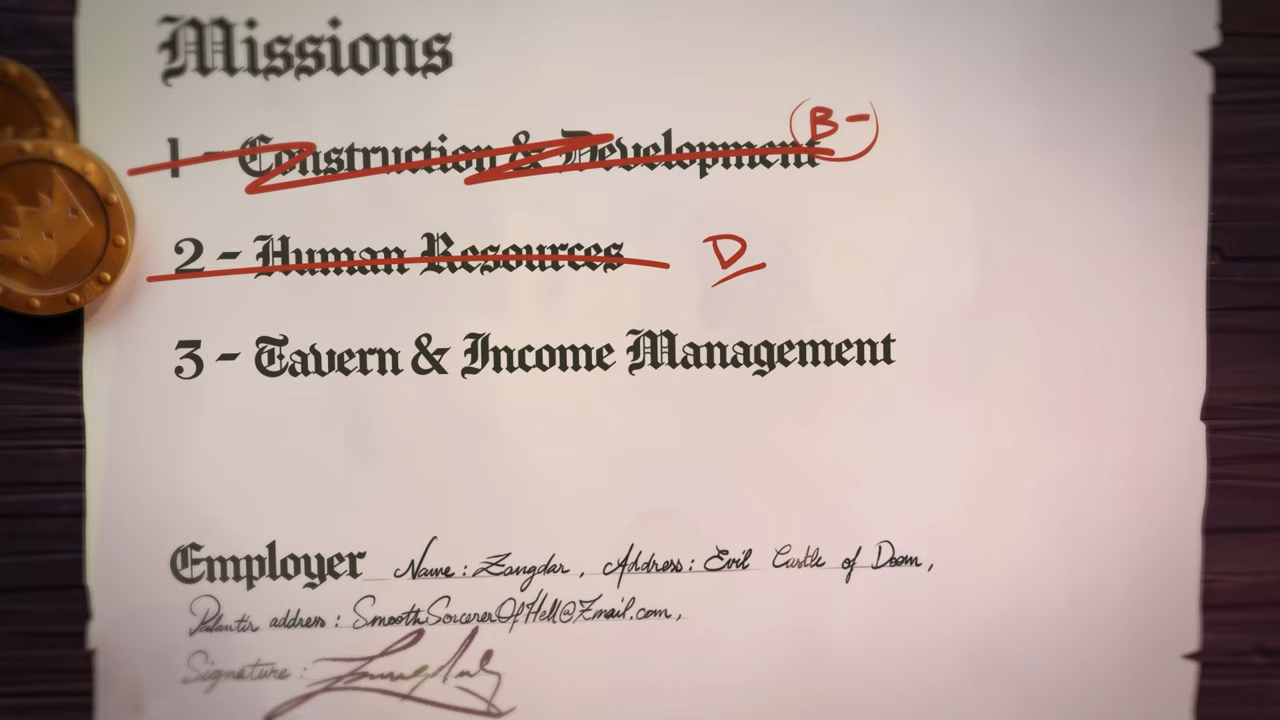 Missions
1 - Construction & Development B-
2 - Human Resources D
3 - Tavern & Income Management
Employer Name : Zangdar , Address : Evil Castle of Doom ,
Palantir address : SmoothSorcererOfHell@Zmail.com ,
Signature : Zangdar